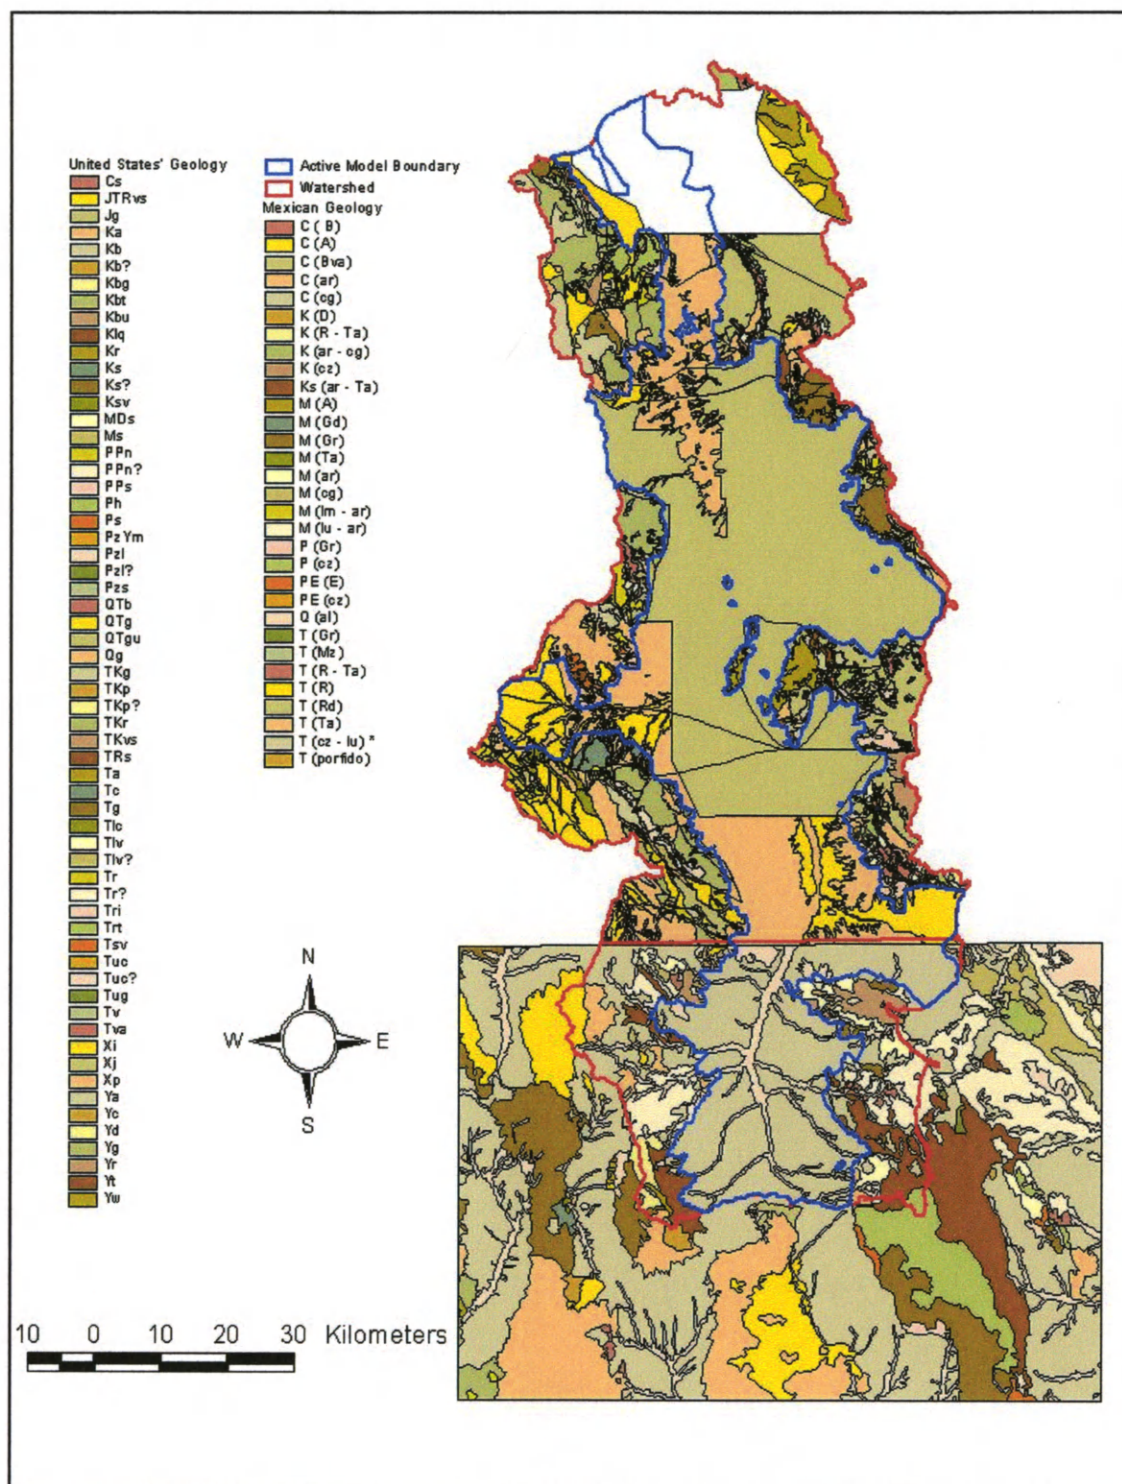 United States' Geology
Cs
JTRvs
Jg
Ka
Kb
Kb?
Kbg
Kbt
Kbu
Klq
Kr
Ks
Ks?
Ksv
MDs
Ms
PPn
PPn?
PPs
Ph
Ps
PzYm
Pzl
Pzl?
Pzs
QTb
QTg
QTgu
Qg
TKg
TKp
TKp?
TKr
TKvs
TRs
Ta
Tc
Tg
Tlc
Tlv
Tlv?
Tr
Tr?
Tri
Trt
Tsv
Tuc
Tuc?
Tug
Tv
Tva
Xi
Xj
Xp
Ya
Yc
Yd
Yg
Yr
Yt
Yw
Active Model Boundary
Watershed
Mexican Geology
C ( B)
C (A)
C (Bva)
C (ar)
C (cg)
K (D)
K (R - Ta)
K (ar - cg)
K (cz)
Ks (ar - Ta)
M (A)
M (Gd)
M (Gr)
M (Ta)
M (ar)
M (cg)
M (lm - ar)
M (lu - ar)
P (Gr)
P (cz)
PE (E)
PE (cz)
Q (al)
T (Gr)
T (Mz)
T (R - Ta)
T (R)
T (Rd)
T (Ta)
T (cz - lu) *
T (porfido)
N
W E
S
10 0 10 20 30 Kilometers